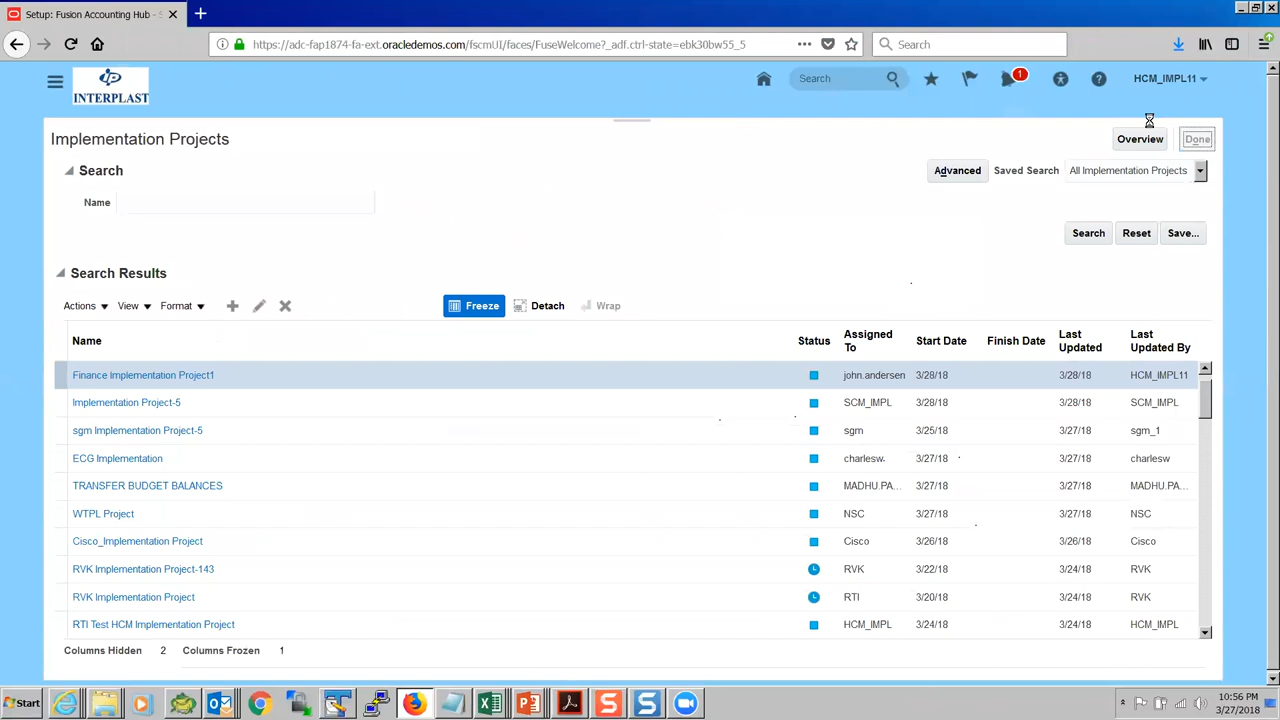 Setup: Fusion Accounting Hub - S
https://adc-fap1874-fa-ext.oracledemos.com/fscmUI/faces/FuseWelcome?_adf.ctrl-state=ebk30bw55_5
Search
INTERPLAST
Search
1
HCM_IMPL11
Implementation Projects
Overview
Done
Search
Advanced
Saved Search
All Implementation Projects
Name
Search
Reset
Save...
Search Results
Actions
View
Format
Freeze
Detach
Wrap
Name Status Assigned To Start Date Finish Date Last Updated Last Updated By
Finance Implementation Project1 john.andersen 3/28/18 3/28/18 HCM_IMPL11
Implementation Project-5 SCM_IMPL 3/28/18 3/28/18 SCM_IMPL
sgm Implementation Project-5 sgm 3/25/18 3/27/18 sgm_1
ECG Implementation charlesw 3/27/18 3/27/18 charlesw
TRANSFER BUDGET BALANCES MADHU.PA... 3/27/18 3/27/18 MADHU.PA...
WTPL Project NSC 3/27/18 3/27/18 NSC
Cisco_Implementation Project Cisco 3/26/18 3/26/18 Cisco
RVK Implementation Project-143 RVK 3/22/18 3/24/18 RVK
RVK Implementation Project RTI 3/20/18 3/24/18 RVK
RTI Test HCM Implementation Project HCM_IMPL 3/24/18 3/24/18 HCM_IMPL
Columns Hidden 2 Columns Frozen 1
Start
10:56 PM
3/27/2018